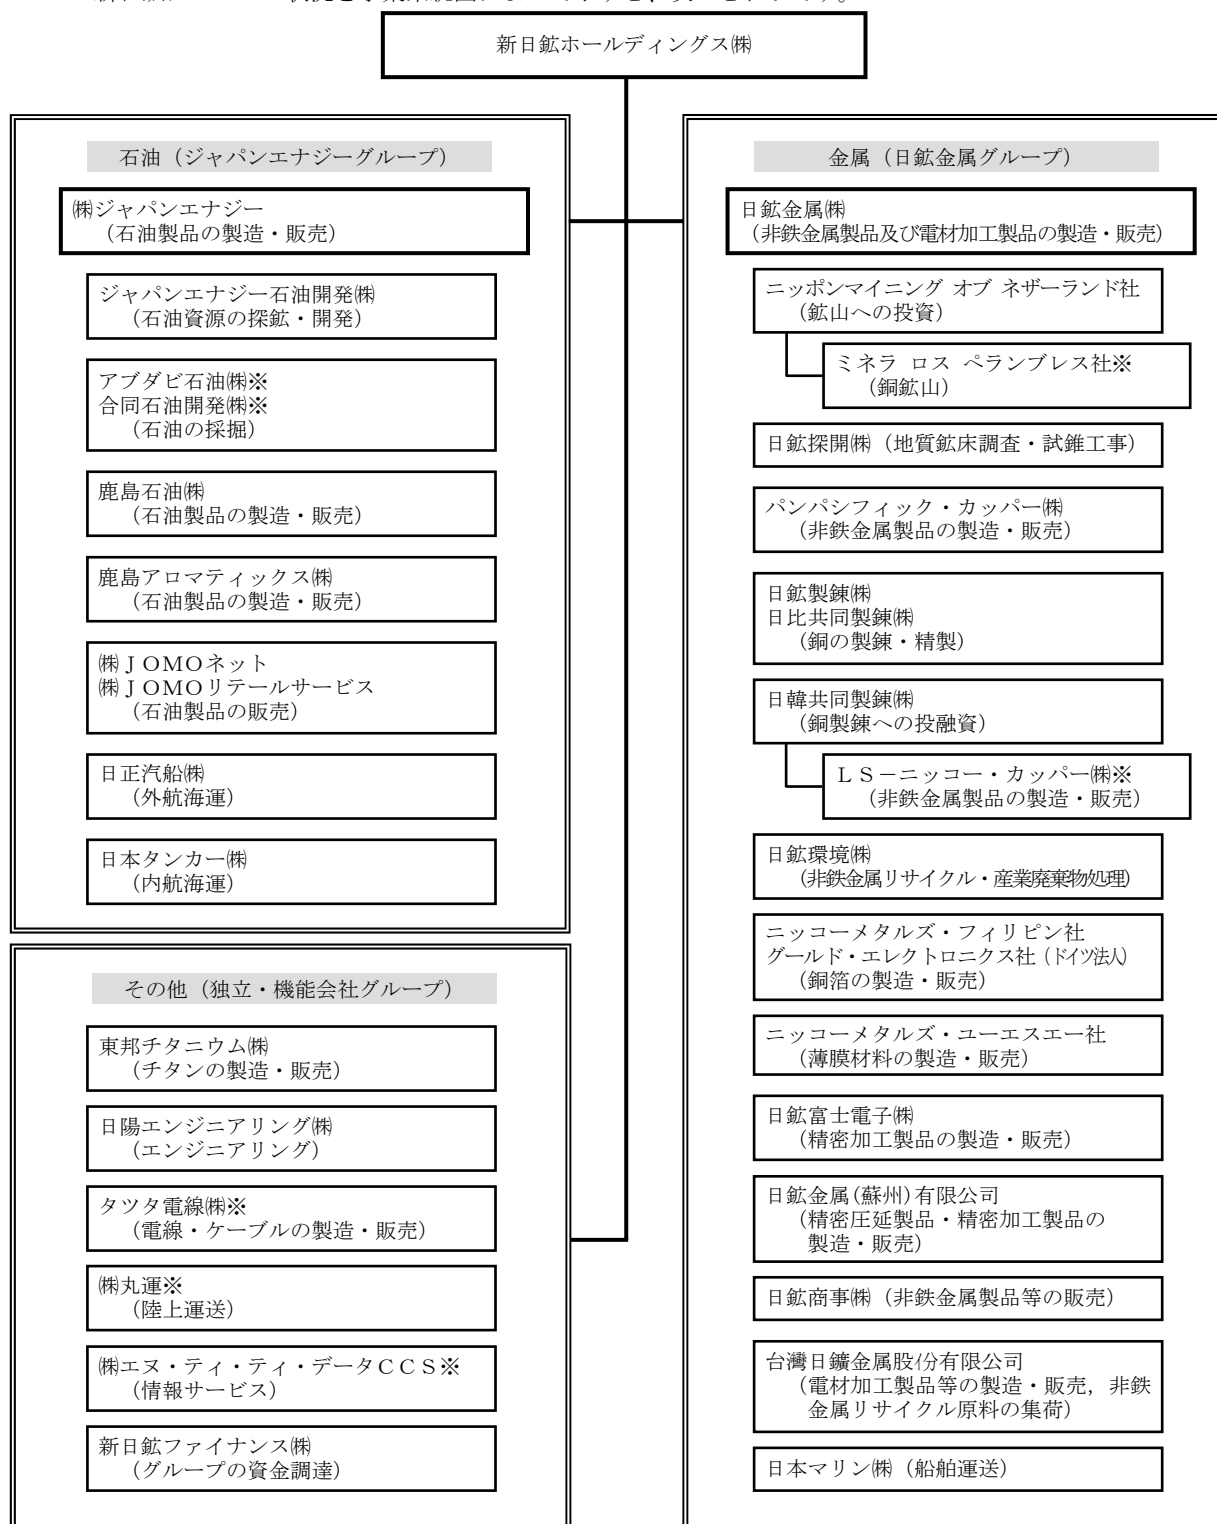 新日鉱ホールディングス㈱
石油（ジャパンエナジーグループ）
㈱ジャパンエナジー
（石油製品の製造・販売）
ジャパンエナジー石油開発㈱
（石油資源の探鉱・開発）
アブダビ石油㈱※
合同石油開発㈱※
（石油の採掘）
鹿島石油㈱
（石油製品の製造・販売）
鹿島アロマティックス㈱
（石油製品の製造・販売）
㈱ＪＯＭＯネット
㈱ＪＯＭＯリテールサービス
（石油製品の販売）
日正汽船㈱
（外航海運）
日本タンカー㈱
（内航海運）
その他（独立・機能会社グループ）
東邦チタニウム㈱
（チタンの製造・販売）
日陽エンジニアリング㈱
（エンジニアリング）
タツタ電線㈱※
（電線・ケーブルの製造・販売）
㈱丸運※
（陸上運送）
㈱エヌ・ティ・ティ・データＣＣＳ※
（情報サービス）
新日鉱ファイナンス㈱
（グループの資金調達）
金属（日鉱金属グループ）
日鉱金属㈱
（非鉄金属製品及び電材加工製品の製造・販売）
ニッポンマイニング オブ ネザーランド社
（鉱山への投資）
ミネラ ロス ペランブレス社※
（銅鉱山）
日鉱探開㈱（地質鉱床調査・試錐工事）
パンパシフィック・カッパー㈱
（非鉄金属製品の製造・販売）
日鉱製錬㈱
日比共同製錬㈱
（銅の製錬・精製）
日韓共同製錬㈱
（銅製錬への投融資）
ＬＳ－ニッコー・カッパー㈱※
（非鉄金属製品の製造・販売）
日鉱環境㈱
（非鉄金属リサイクル・産業廃棄物処理）
ニッコーメタルズ・フィリピン社
グールド・エレクトロニクス社（ドイツ法人）
（銅箔の製造・販売）
ニッコーメタルズ・ユーエスエー社
（薄膜材料の製造・販売）
日鉱富士電子㈱
（精密加工製品の製造・販売）
日鉱金属(蘇州)有限公司
（精密圧延製品・精密加工製品の
製造・販売）
日鉱商事㈱（非鉄金属製品等の販売）
台灣日鑛金属股份有限公司
（電材加工製品等の製造・販売，非鉄
金属リサイクル原料の集荷）
日本マリン㈱（船舶運送）